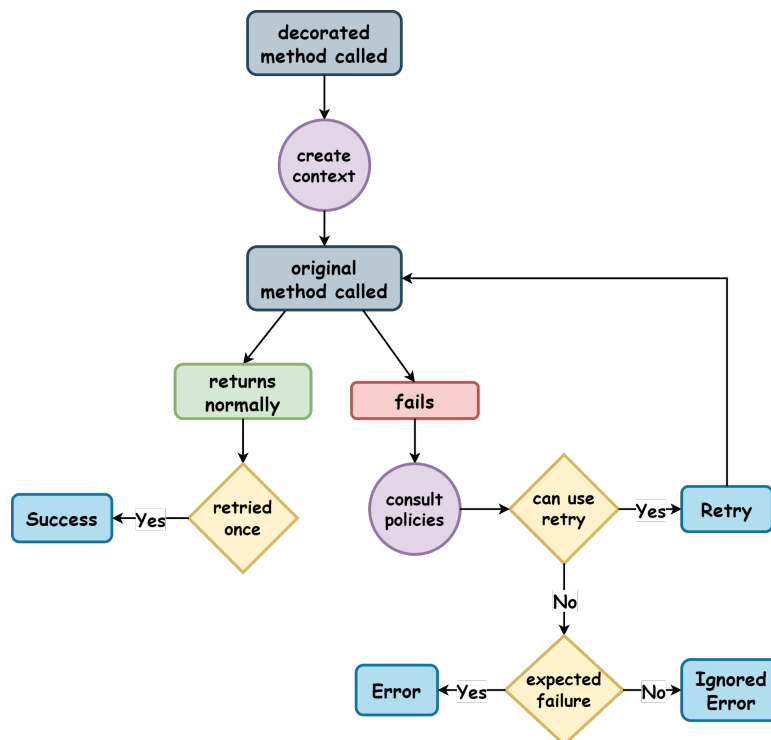 decorated
method called
create
context
original
method called
returns
normally
fails
Success
Yes
retried
once
consult
policies
can use
retry
Yes
Retry
No
Error
Yes
expected
failure
No
Ignored
Error